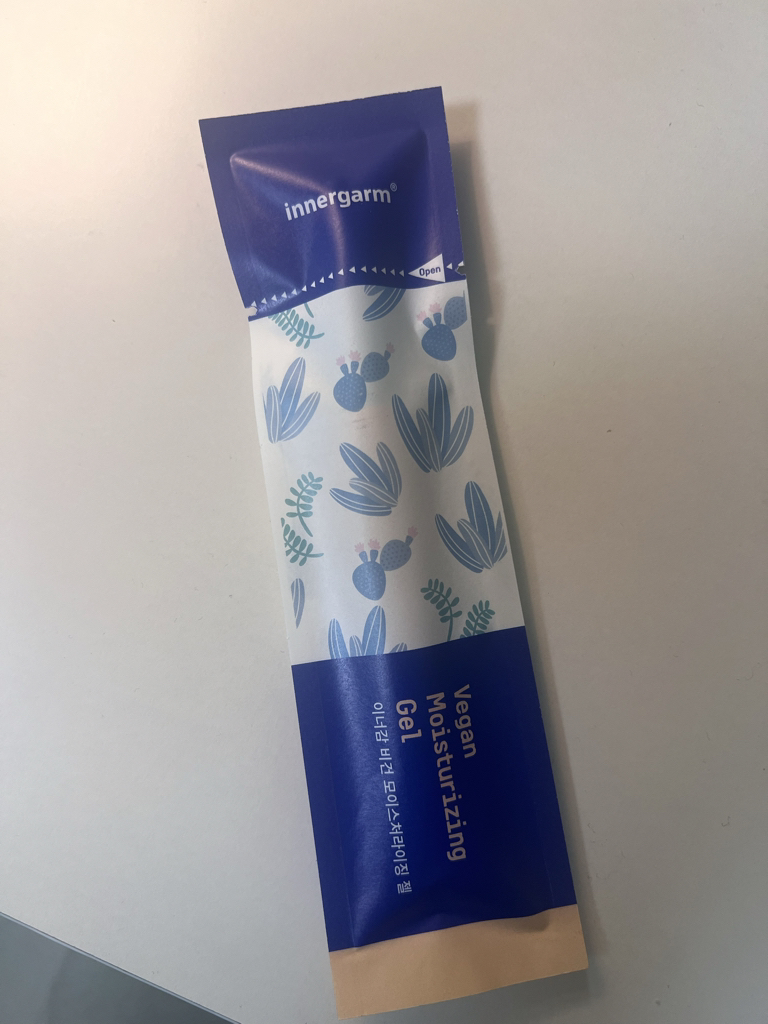 innergarm®
Open
Vegan
Moisturizing
Gel
이너감 비건 모이스처라이징 젤